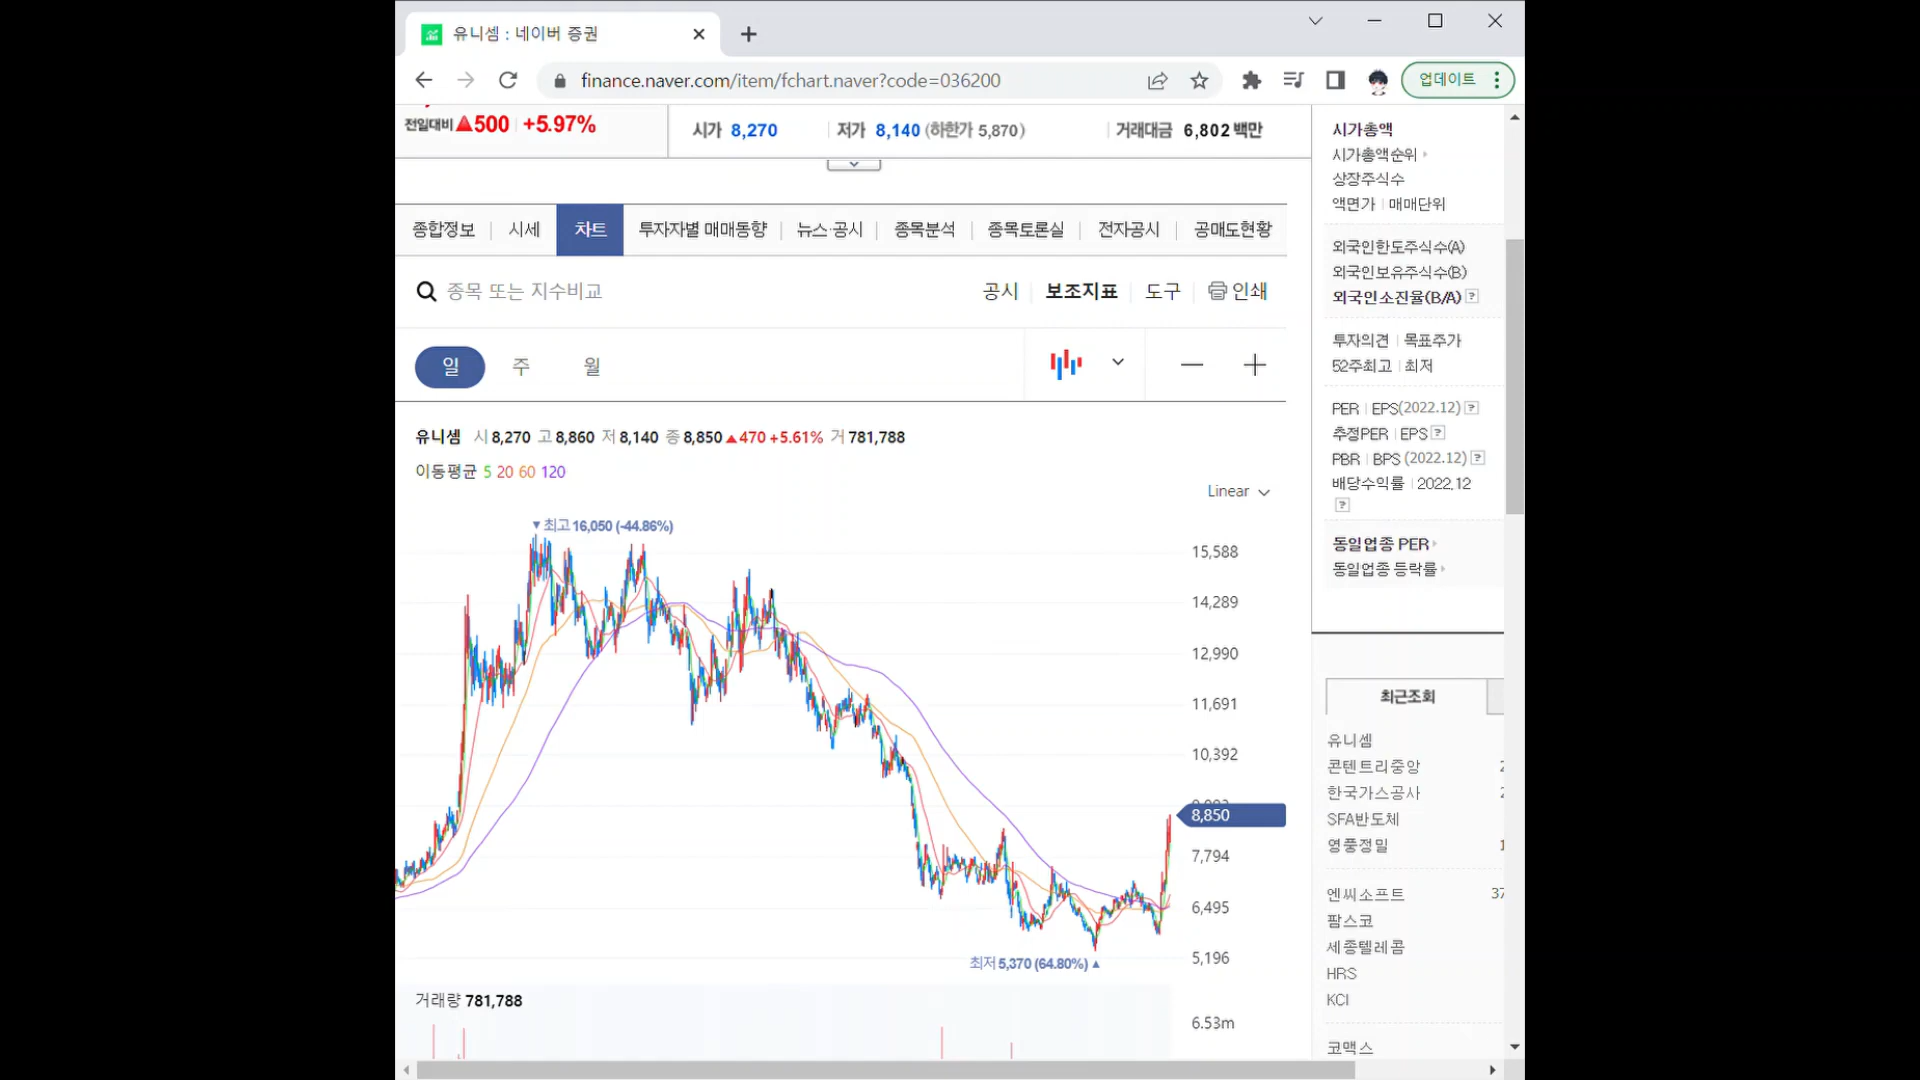 유니셈 : 네이버 증권
finance.naver.com/item/fchart.naver?code=036200
업데이트
전일대비 ▲500 +5.97%
시가 8,270 저가 8,140 (하한가 5,870) 거래대금 6,802 백만
종합정보 시세 차트 투자자별 매매동향 뉴스·공시 종목분석 종목토론실 전자공시 공매도현황
종목 또는 지수비교
공시 보조지표 도구 인쇄
일 주 월
유니셈 시 8,270 고 8,860 저 8,140 종 8,850 ▲470 +5.61% 거 781,788
이동평균 5 20 60 120
Linear
▼최고 16,050 (-44.86%)
15,588
14,289
12,990
11,691
10,392
8,850
7,794
6,495
5,196
최저 5,370 (64.80%) ▲
거래량 781,788
6.53m
시가총액
시가총액순위
상장주식수
액면가 매매단위
외국인한도주식수(A)
외국인보유주식수(B)
외국인소진율(B/A) ?
투자의견 목표주가
52주최고 최저
PER EPS(2022.12) ?
추정PER EPS ?
PBR BPS (2022.12) ?
배당수익률 2022.12
?
동일업종 PER
동일업종 등락률
최근조회
유니셈
콘텐트리중앙 2
한국가스공사 2
SFA반도체
영풍정밀 1
엔씨소프트 37
팜스코
세종텔레콤
HRS
KCI
코맥스